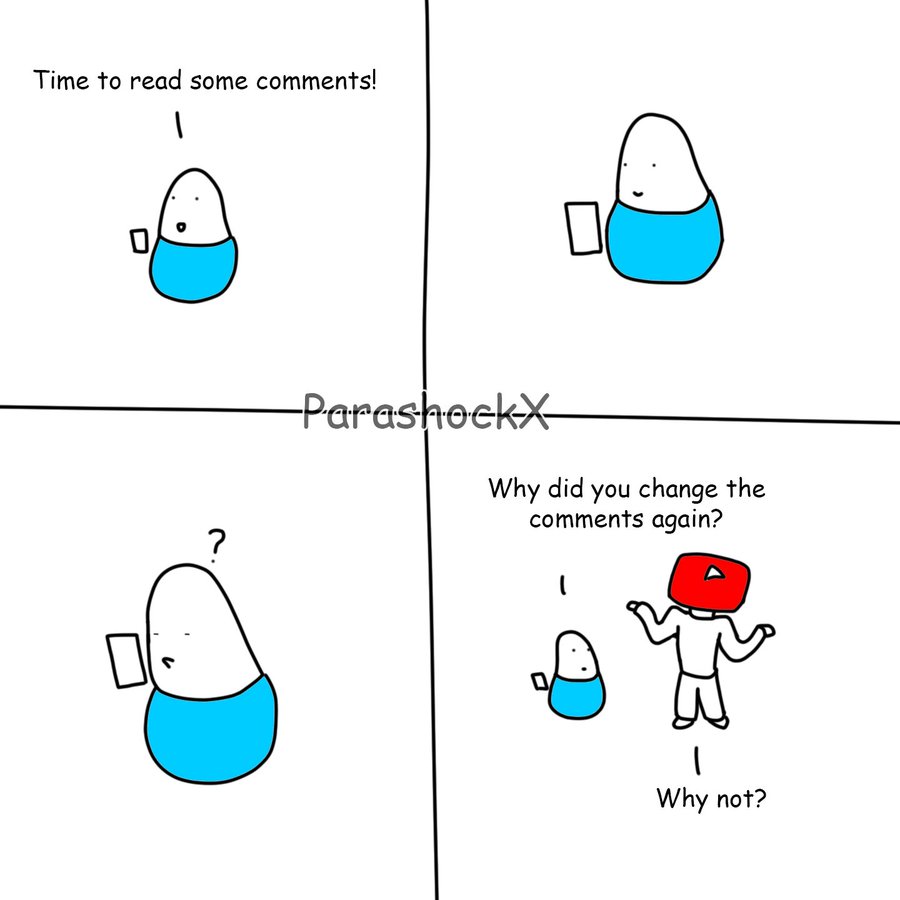 Time to read some comments!
ParashockX
?
Why did you change the
comments again?
Why not?